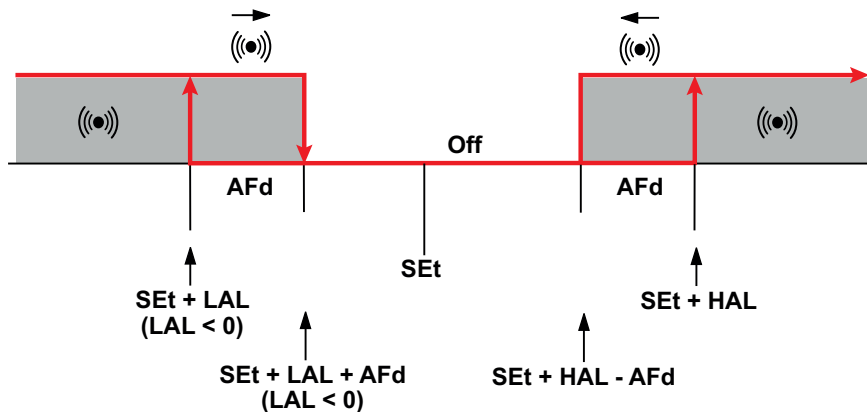 Off
AFd
AFd
SEt
SEt + LAL
(LAL < 0)
SEt + HAL
SEt + LAL + AFd
(LAL < 0)
SEt + HAL - AFd